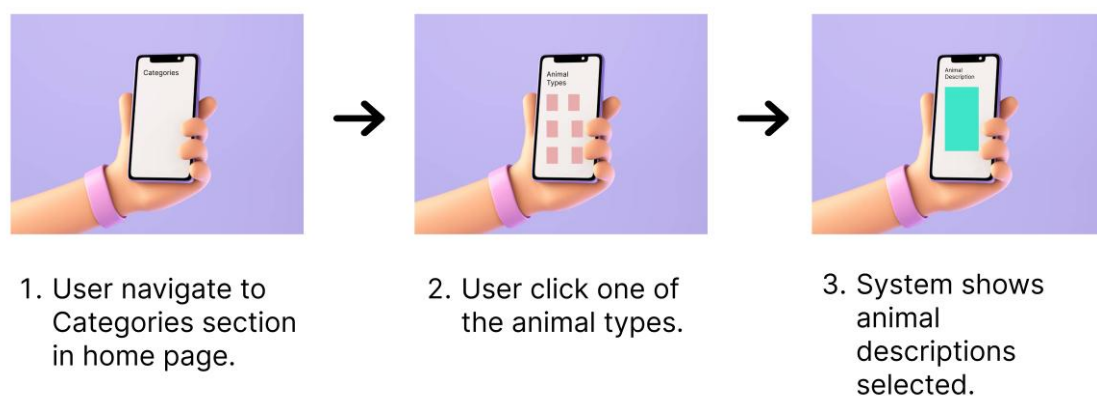 Categories
Animal
Types
Animal
Description
1. User navigate to
Categories section
in home page.
2. User click one of
the animal types.
3. System shows
animal
descriptions
selected.